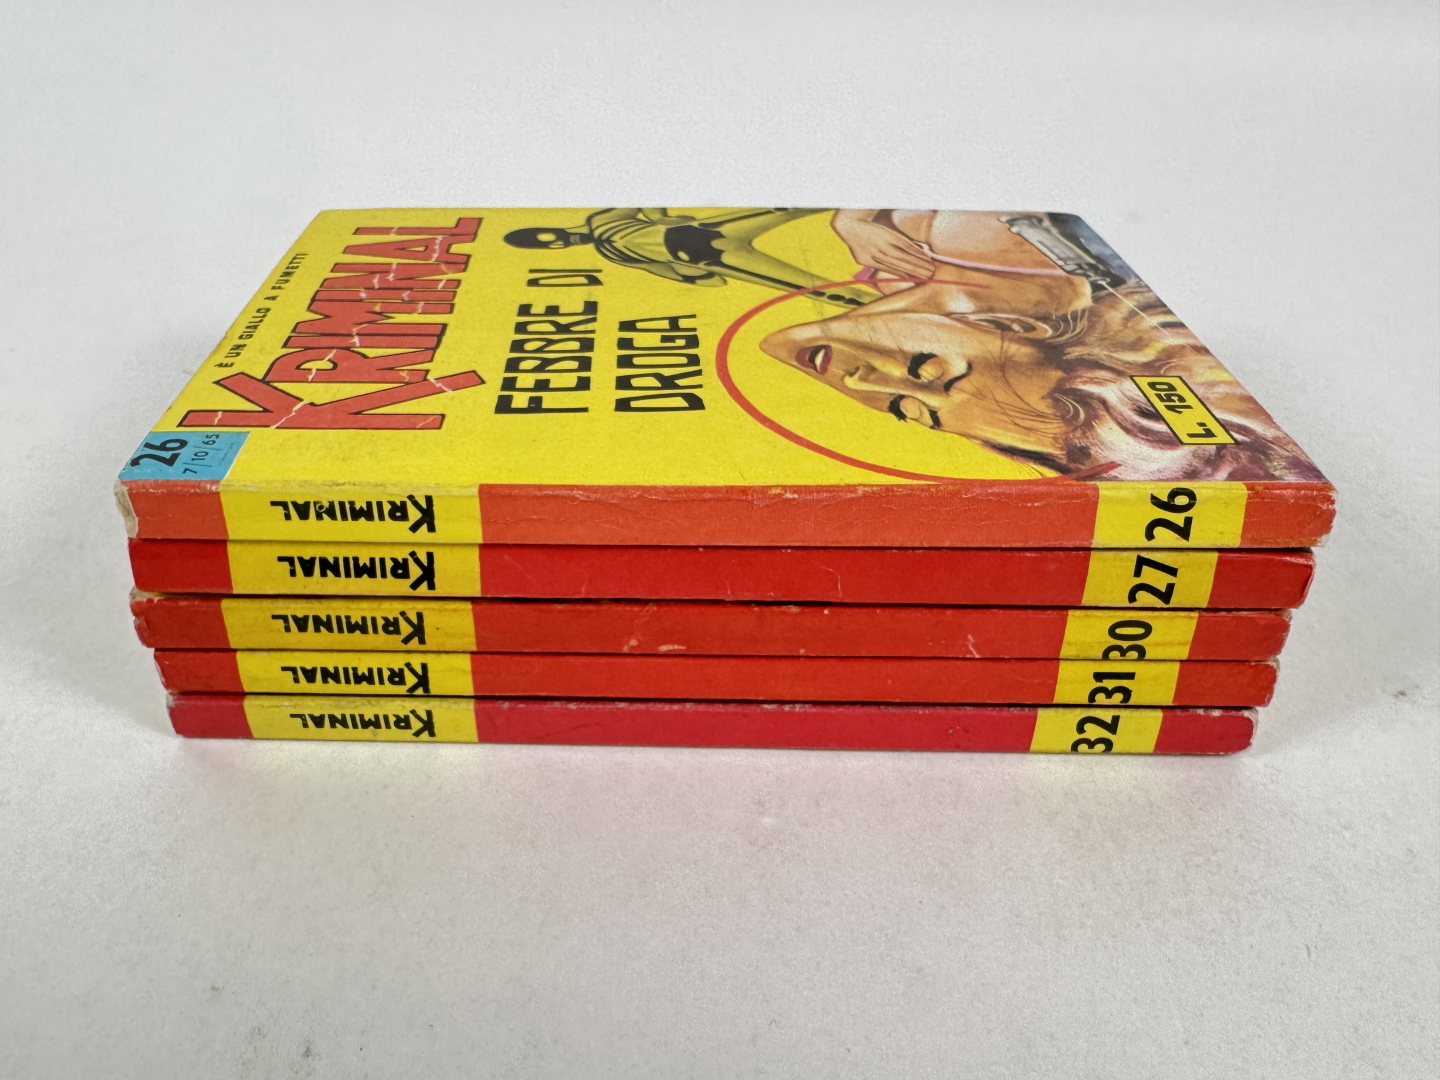 È UN GIALLO A FUMETTI
KRIMINAL
26
7/10/65
FEBBRE DI
DROGA
L. 150
KRIMINAL 26
KRIMINAL 27
KRIMINAL 30
KRIMINAL 31
KRIMINAL 32